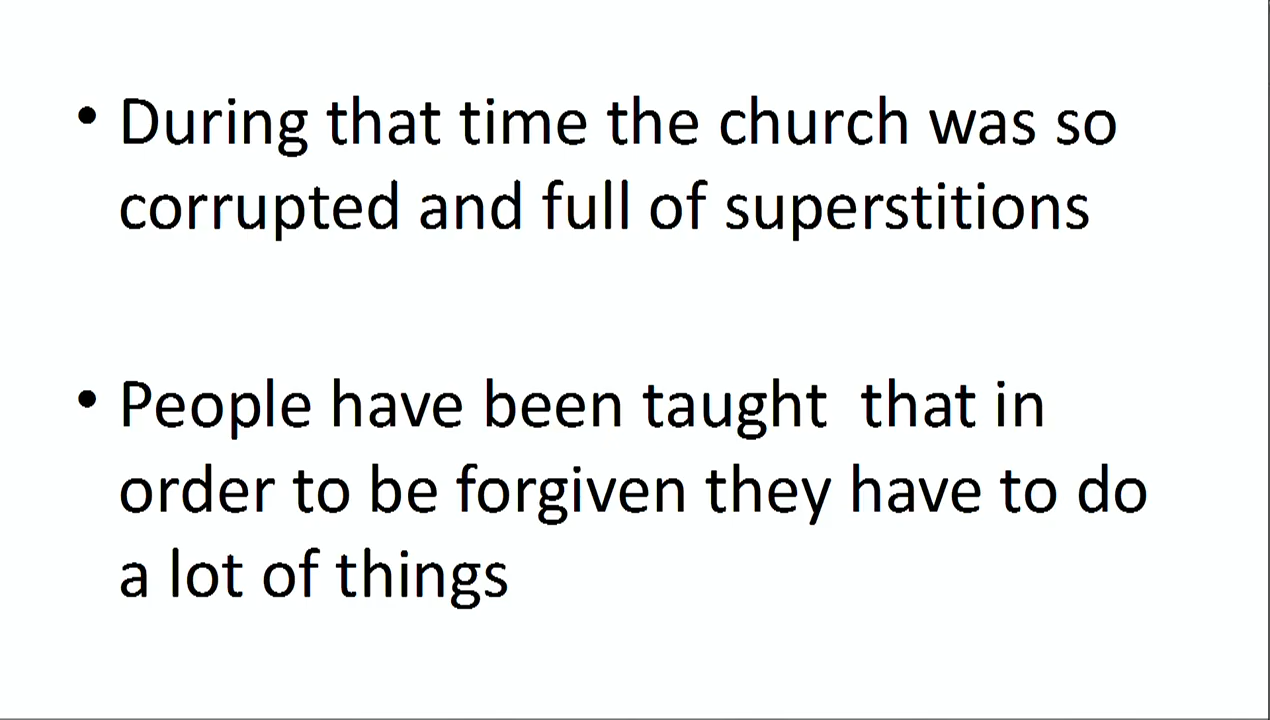 • During that time the church was so
corrupted and full of superstitions
• People have been taught  that in
order to be forgiven they have to do
a lot of things